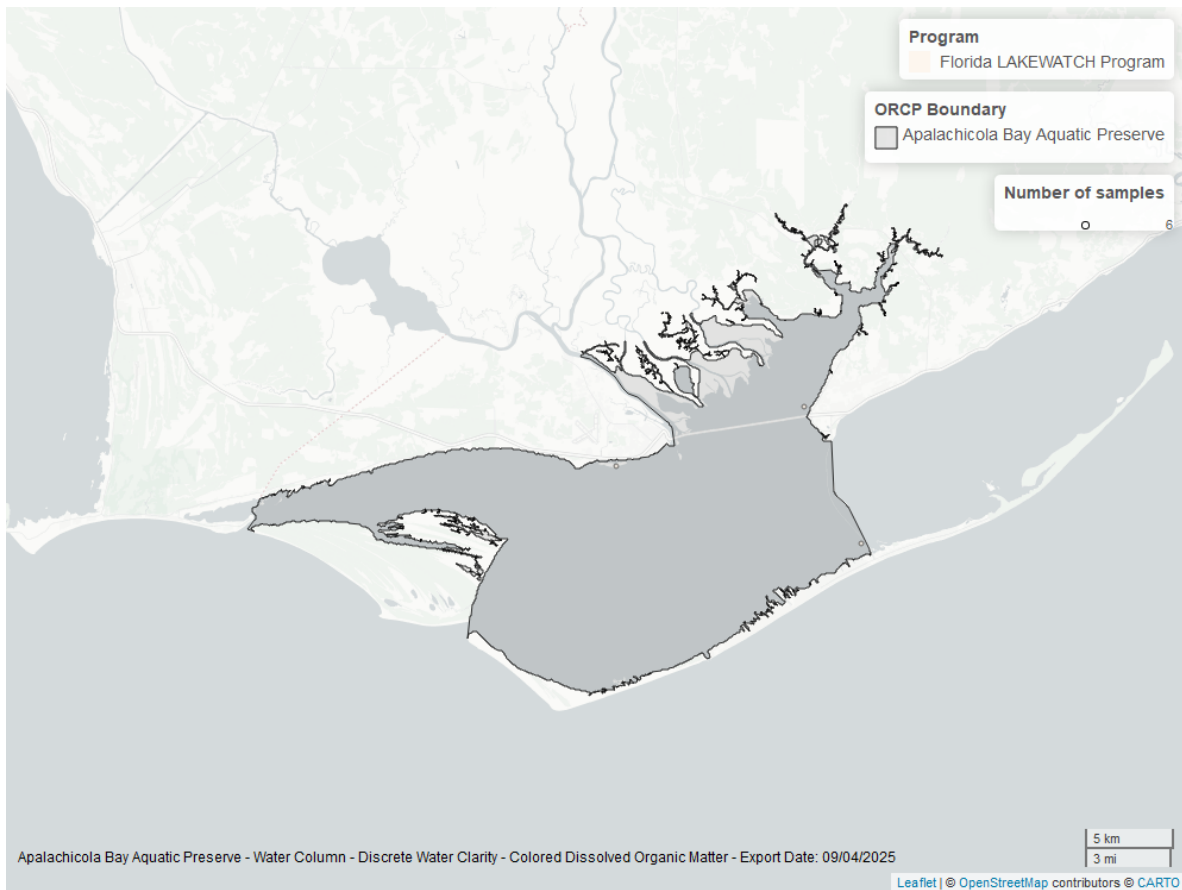 Program
Florida LAKEWATCH Program
ORCP Boundary
Apalachicola Bay Aquatic Preserve
Number of samples
6
5 km
3 mi
Apalachicola Bay Aquatic Preserve - Water Column - Discrete Water Clarity - Colored Dissolved Organic Matter - Export Date: 09/04/2025
Leaflet | © OpenStreetMap contributors © CARTO